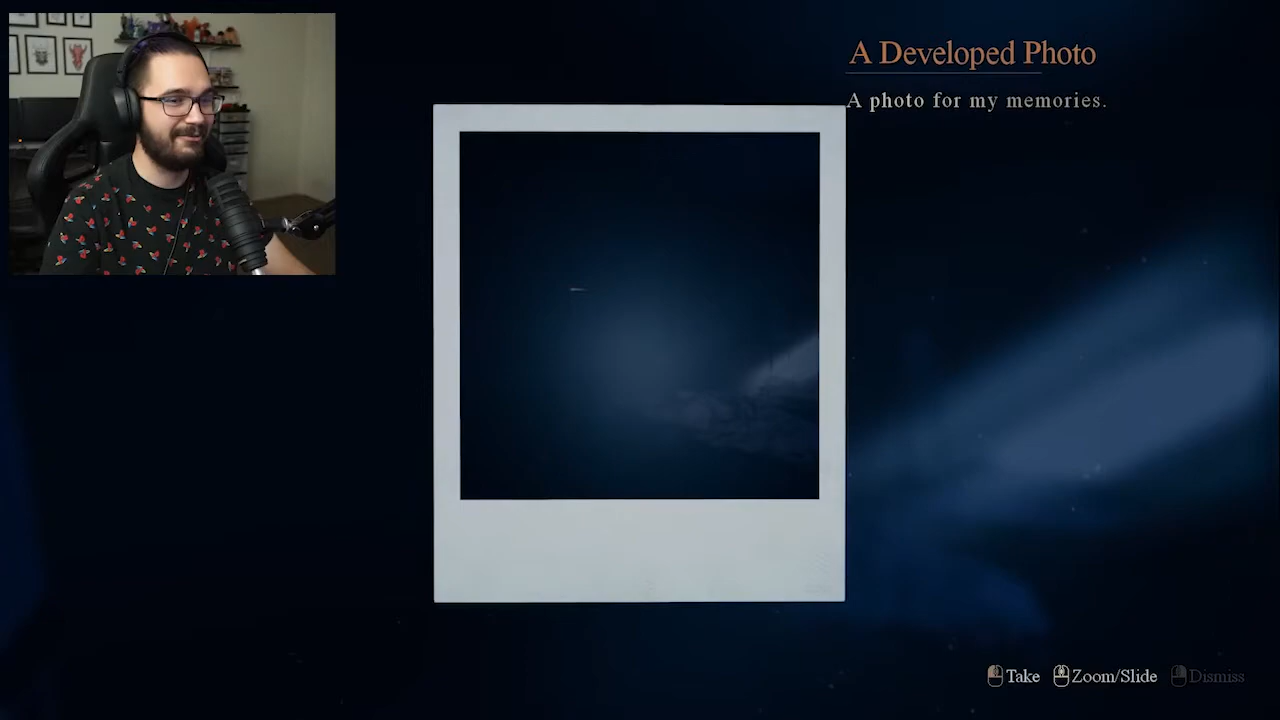 A Developed Photo
A photo for my memories.
Take Zoom/Slide Dismiss